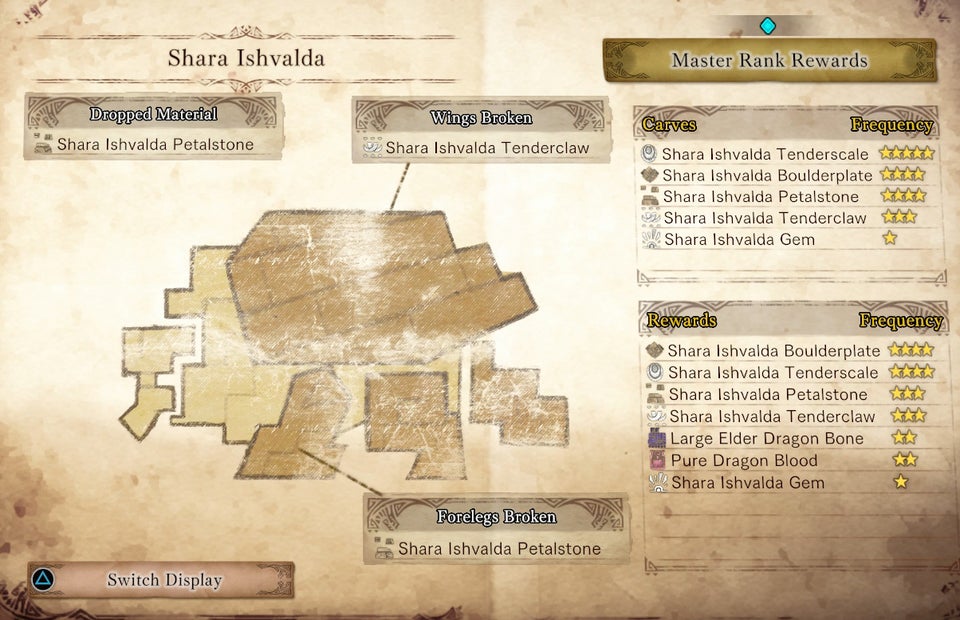 Shara Ishvalda
Master Rank Rewards
Dropped Material
Shara Ishvalda Petalstone
Wings Broken
Shara Ishvalda Tenderclaw
Carves Frequency
Shara Ishvalda Tenderscale
Shara Ishvalda Boulderplate
Shara Ishvalda Petalstone
Shara Ishvalda Tenderclaw
Shara Ishvalda Gem
Rewards Frequency
Shara Ishvalda Boulderplate
Shara Ishvalda Tenderscale
Shara Ishvalda Petalstone
Shara Ishvalda Tenderclaw
Large Elder Dragon Bone
Pure Dragon Blood
Shara Ishvalda Gem
Forelegs Broken
Shara Ishvalda Petalstone
Switch Display